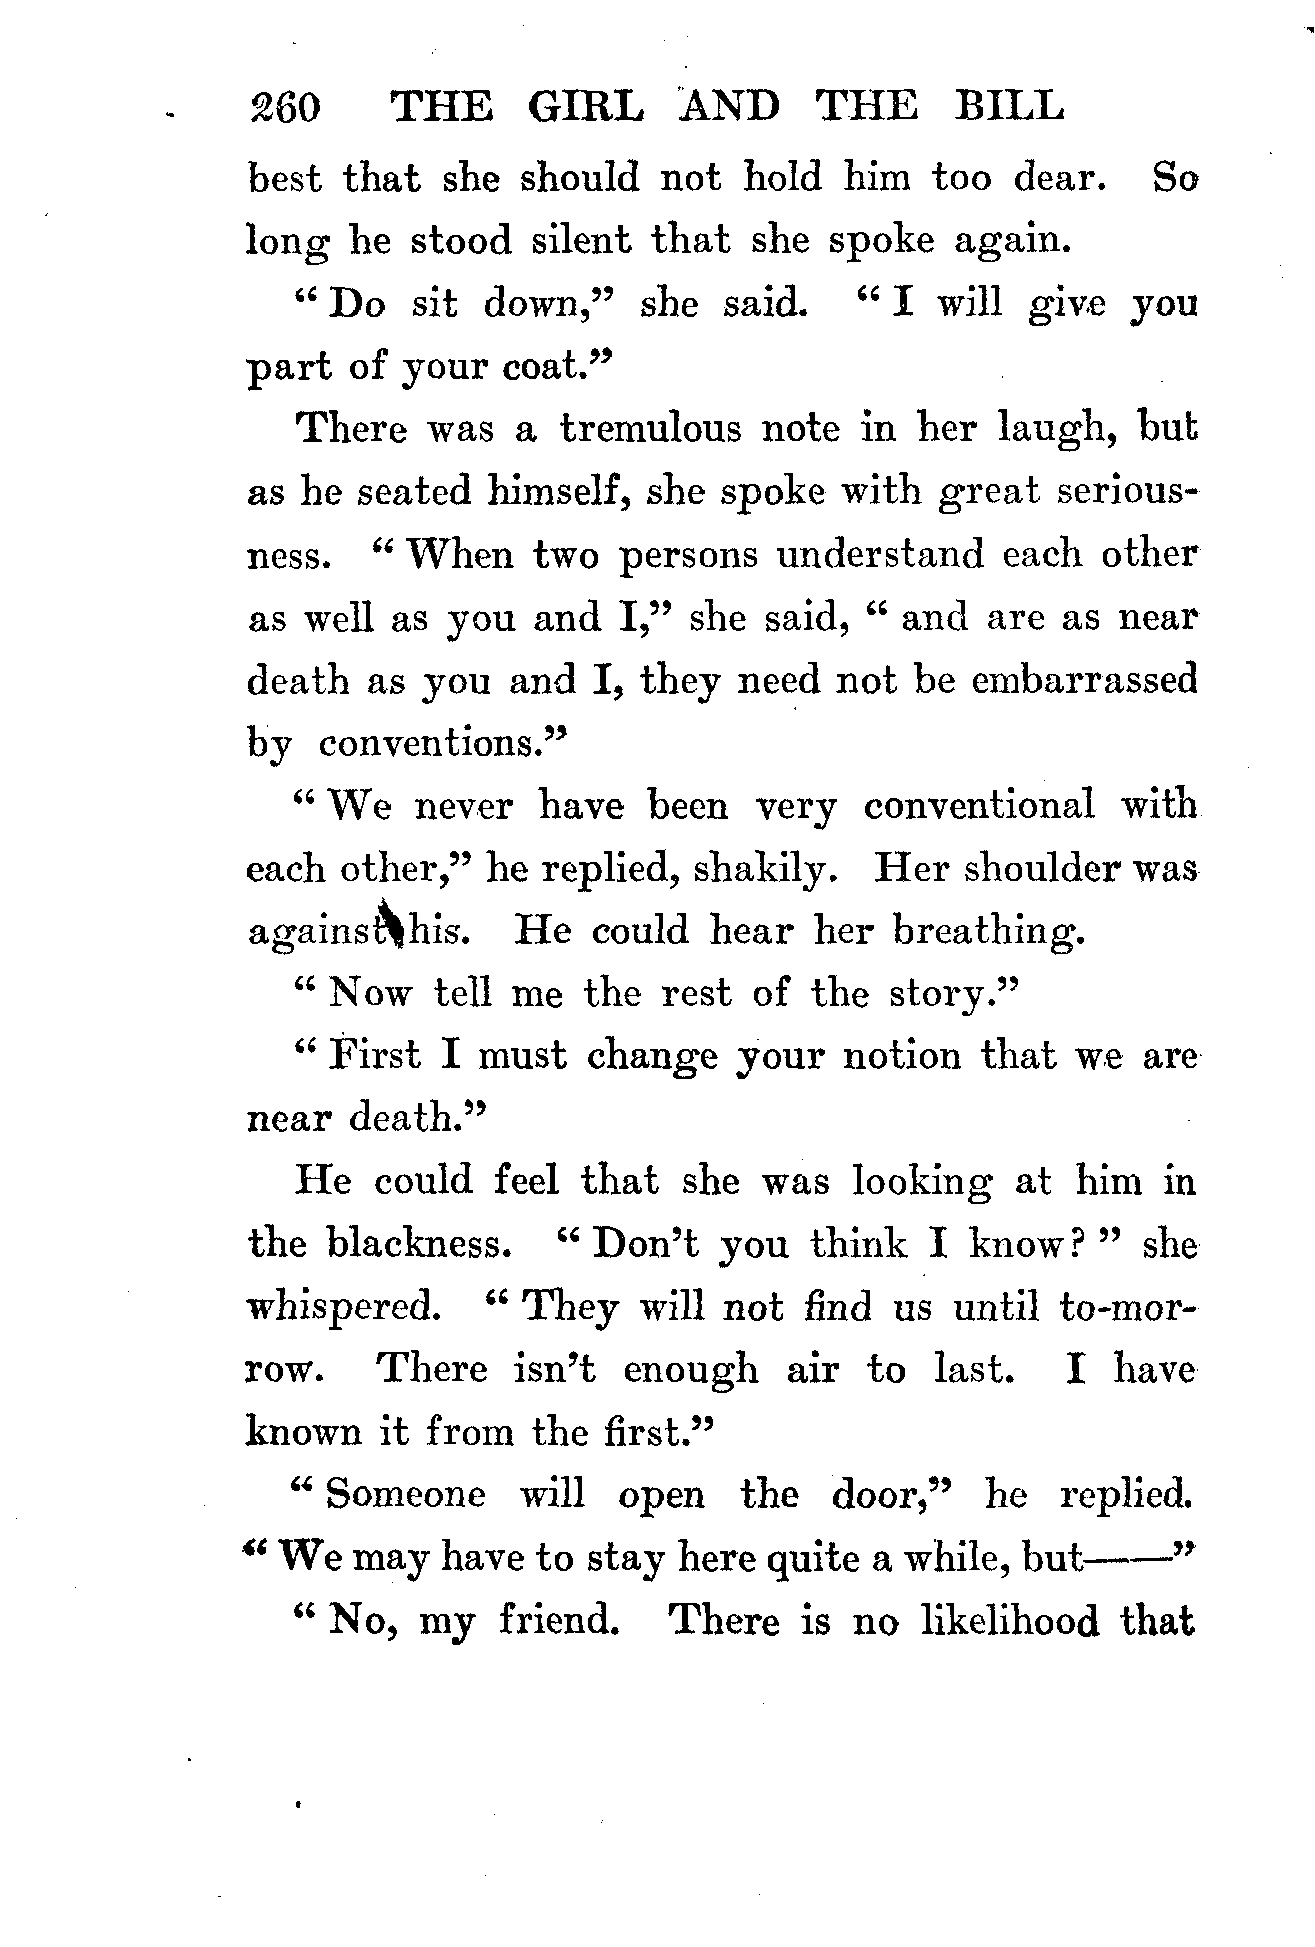 260 THE GIRL AND THE BILL
best that she should not hold him too dear. So
long he stood silent that she spoke again.
“ Do sit down,” she said. “ I will give you
part of your coat.”
There was a tremulous note in her laugh, but
as he seated himself, she spoke with great serious-
ness. “ When two persons understand each other
as well as you and I,” she said, “ and are as near
death as you and I, they need not be embarrassed
by conventions.”
“ We never have been very conventional with
each other,” he replied, shakily. Her shoulder was
against his. He could hear her breathing.
“ Now tell me the rest of the story.”
“ First I must change your notion that we are
near death.”
He could feel that she was looking at him in
the blackness. “ Don’t you think I know? ” she
whispered. “ They will not find us until to-mor-
row. There isn’t enough air to last. I have
known it from the first.”
“ Someone will open the door,” he replied.
“ We may have to stay here quite a while, but——”
“ No, my friend. There is no likelihood that